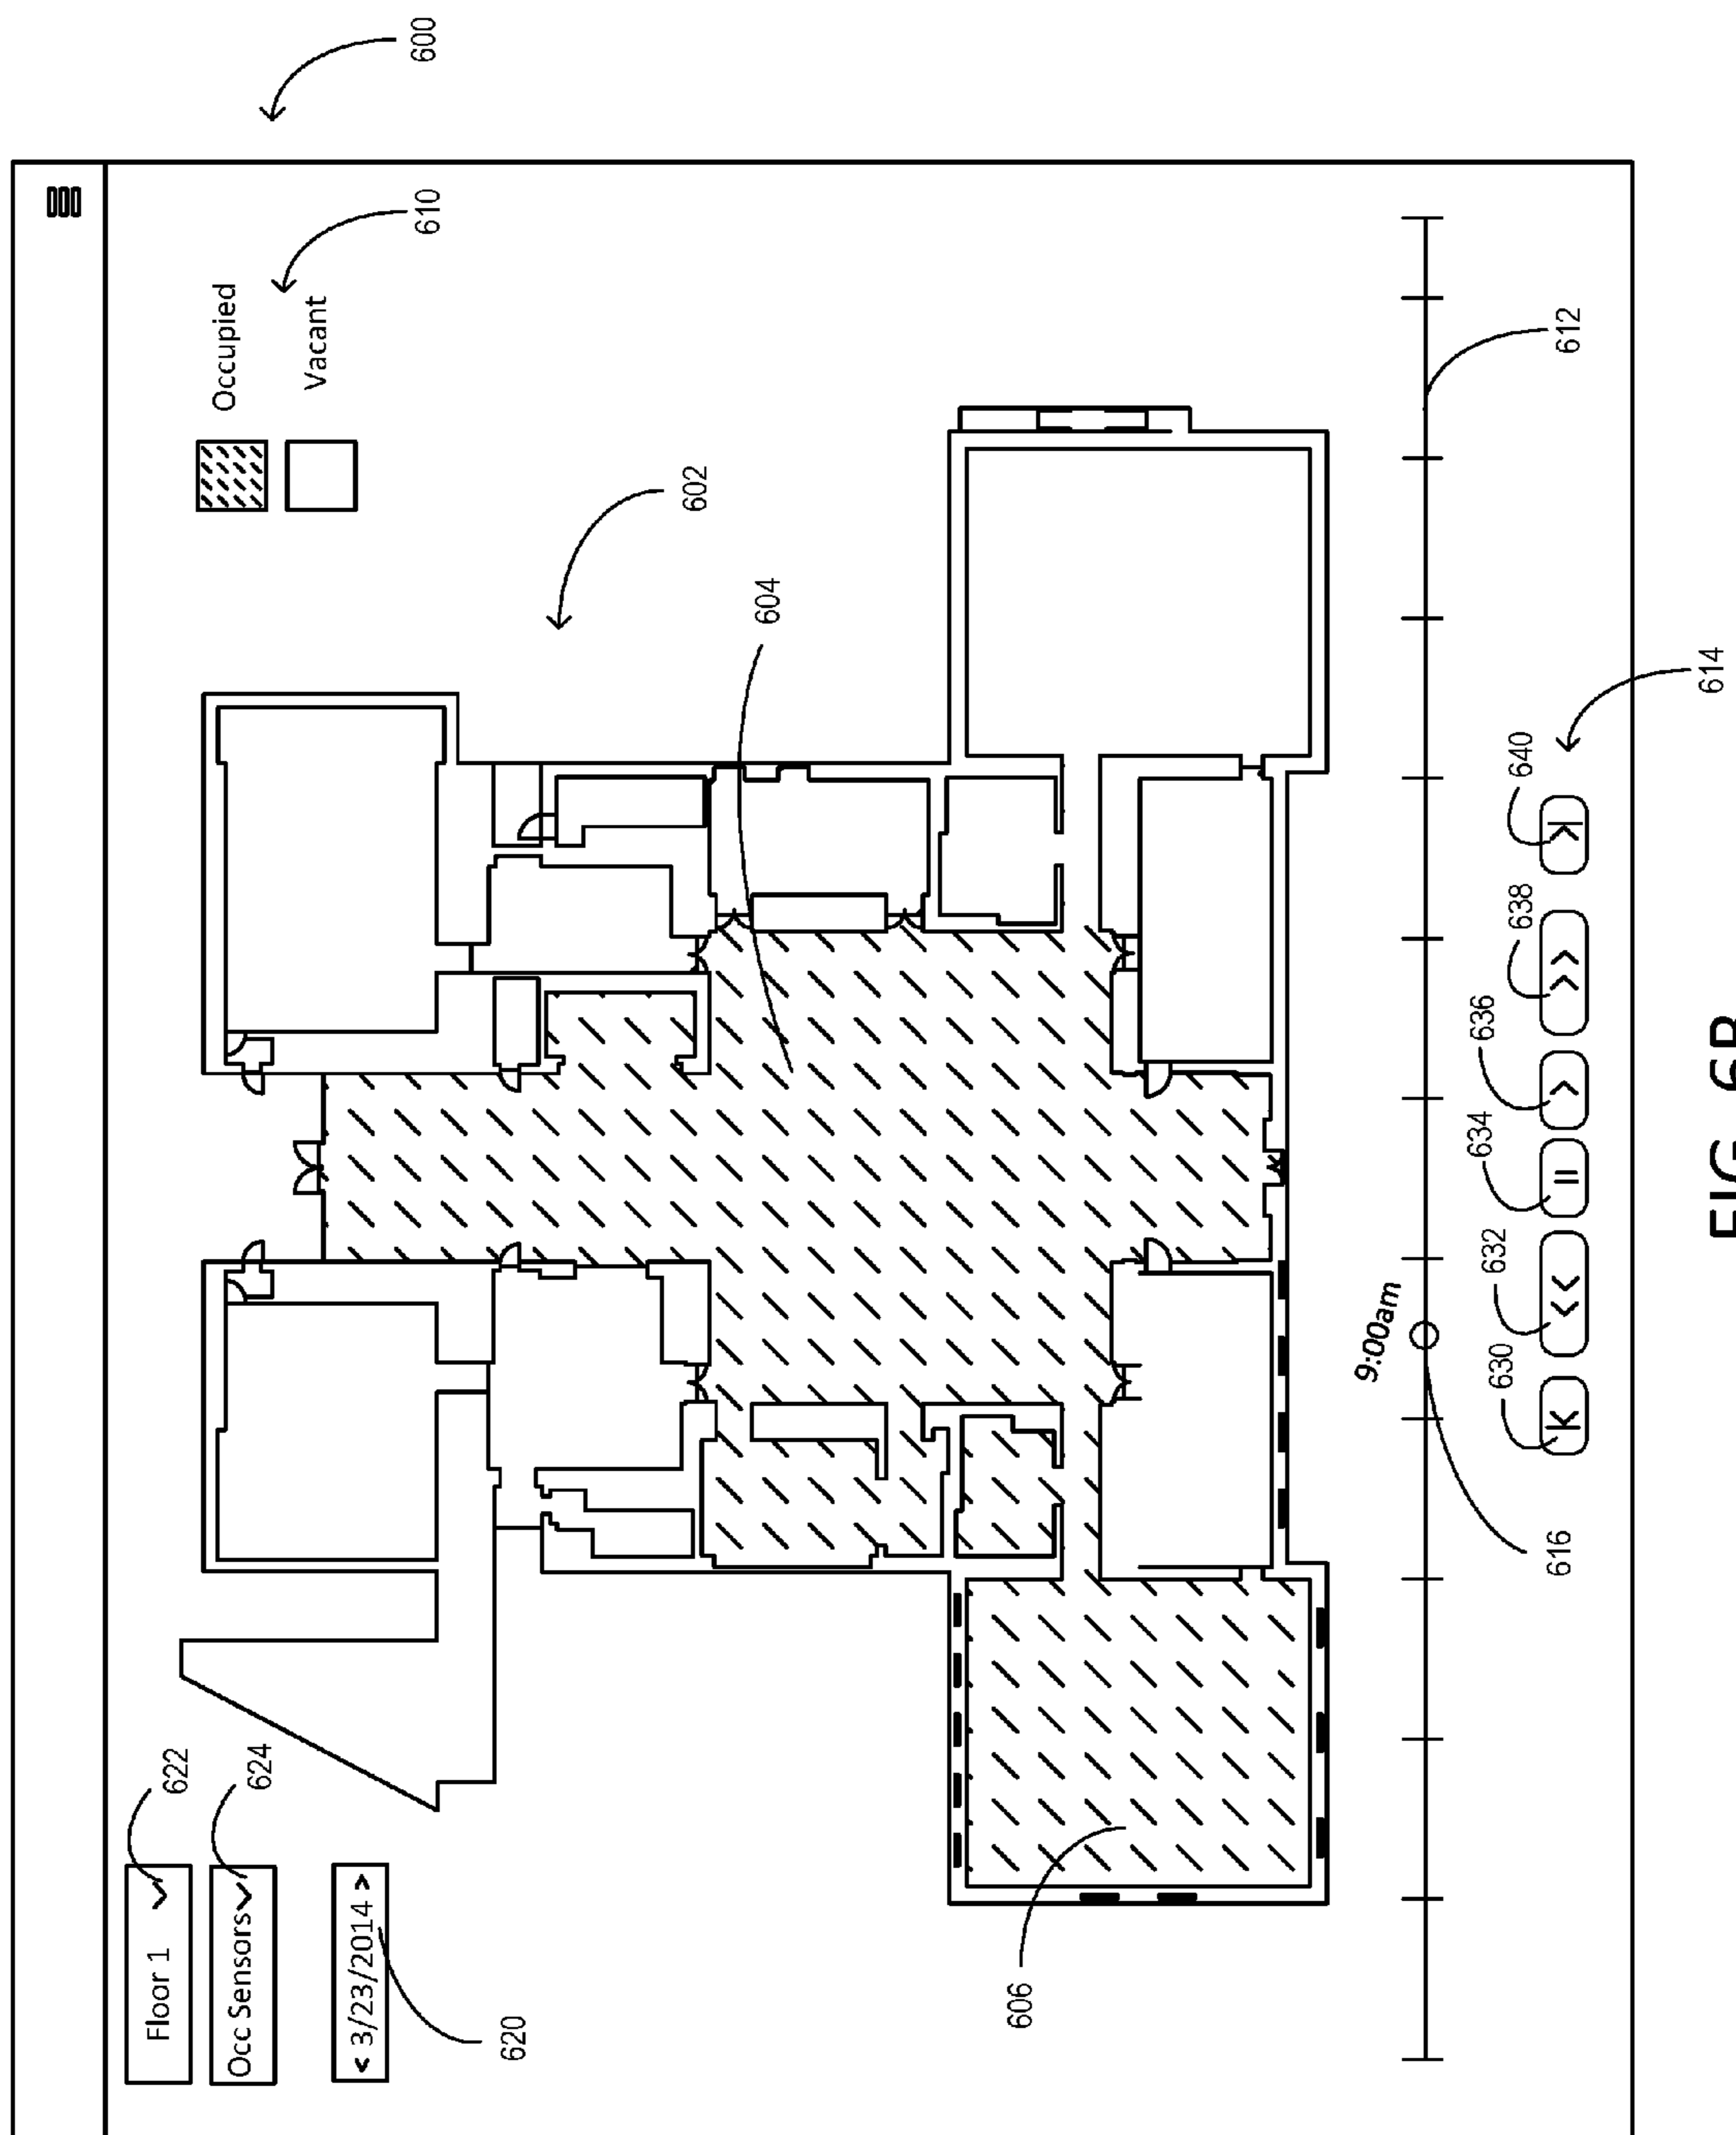 600
Floor 1
622
Occ Sensors
624
< 3/23/2014 >
620
Occupied
Vacant
610
602
604
606
9:00am
616
612
630
632
634
636
638
640
614
FIG. 6B